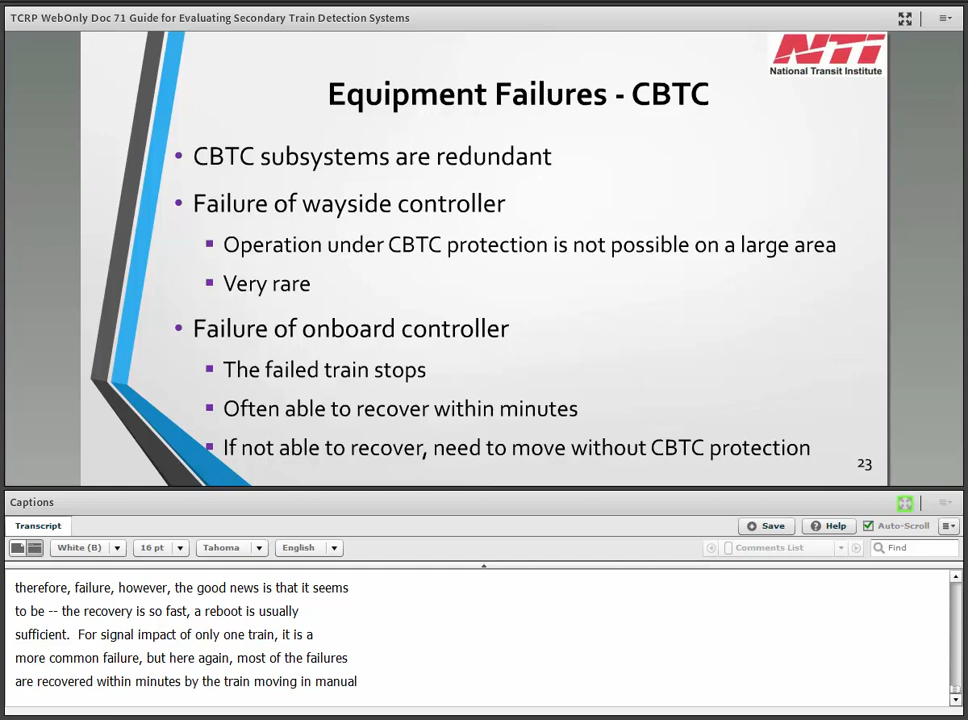 TCRP WebOnly Doc 71 Guide for Evaluating Secondary Train Detection Systems
NTI
National Transit Institute
Equipment Failures - CBTC
• CBTC subsystems are redundant
• Failure of wayside controller
▪ Operation under CBTC protection is not possible on a large area
▪ Very rare
• Failure of onboard controller
▪ The failed train stops
▪ Often able to recover within minutes
▪ If not able to recover, need to move without CBTC protection
23
Captions
Transcript
Save
Help
Auto-Scroll
White (B)
16 pt
Tahoma
English
Comments List
Find
therefore, failure, however, the good news is that it seems
to be -- the recovery is so fast, a reboot is usually
sufficient.  For signal impact of only one train, it is a
more common failure, but here again, most of the failures
are recovered within minutes by the train moving in manual